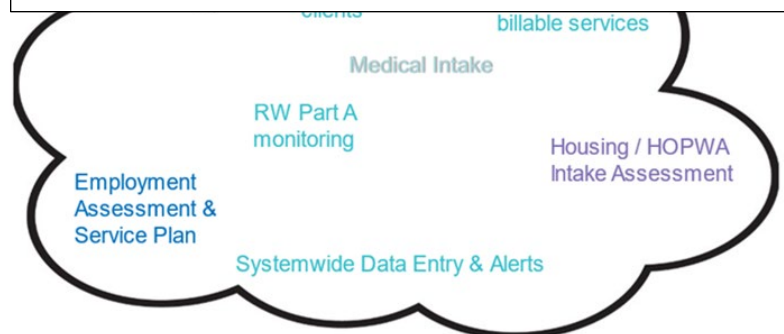 clients
billable services
Medical Intake
RW Part A
monitoring
Housing / HOPWA
Intake Assessment
Employment
Assessment &
Service Plan
Systemwide Data Entry & Alerts